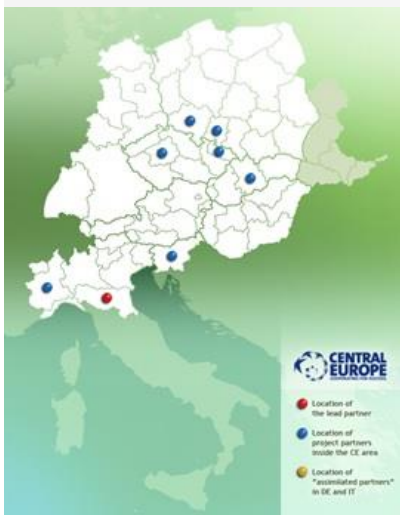 CENTRAL
EUROPE
COOPERATING FOR SUCCESS.
Location of
the lead partner
Location of
project partners
inside the CE area
Location of
"assimilated partners"
in DE and IT